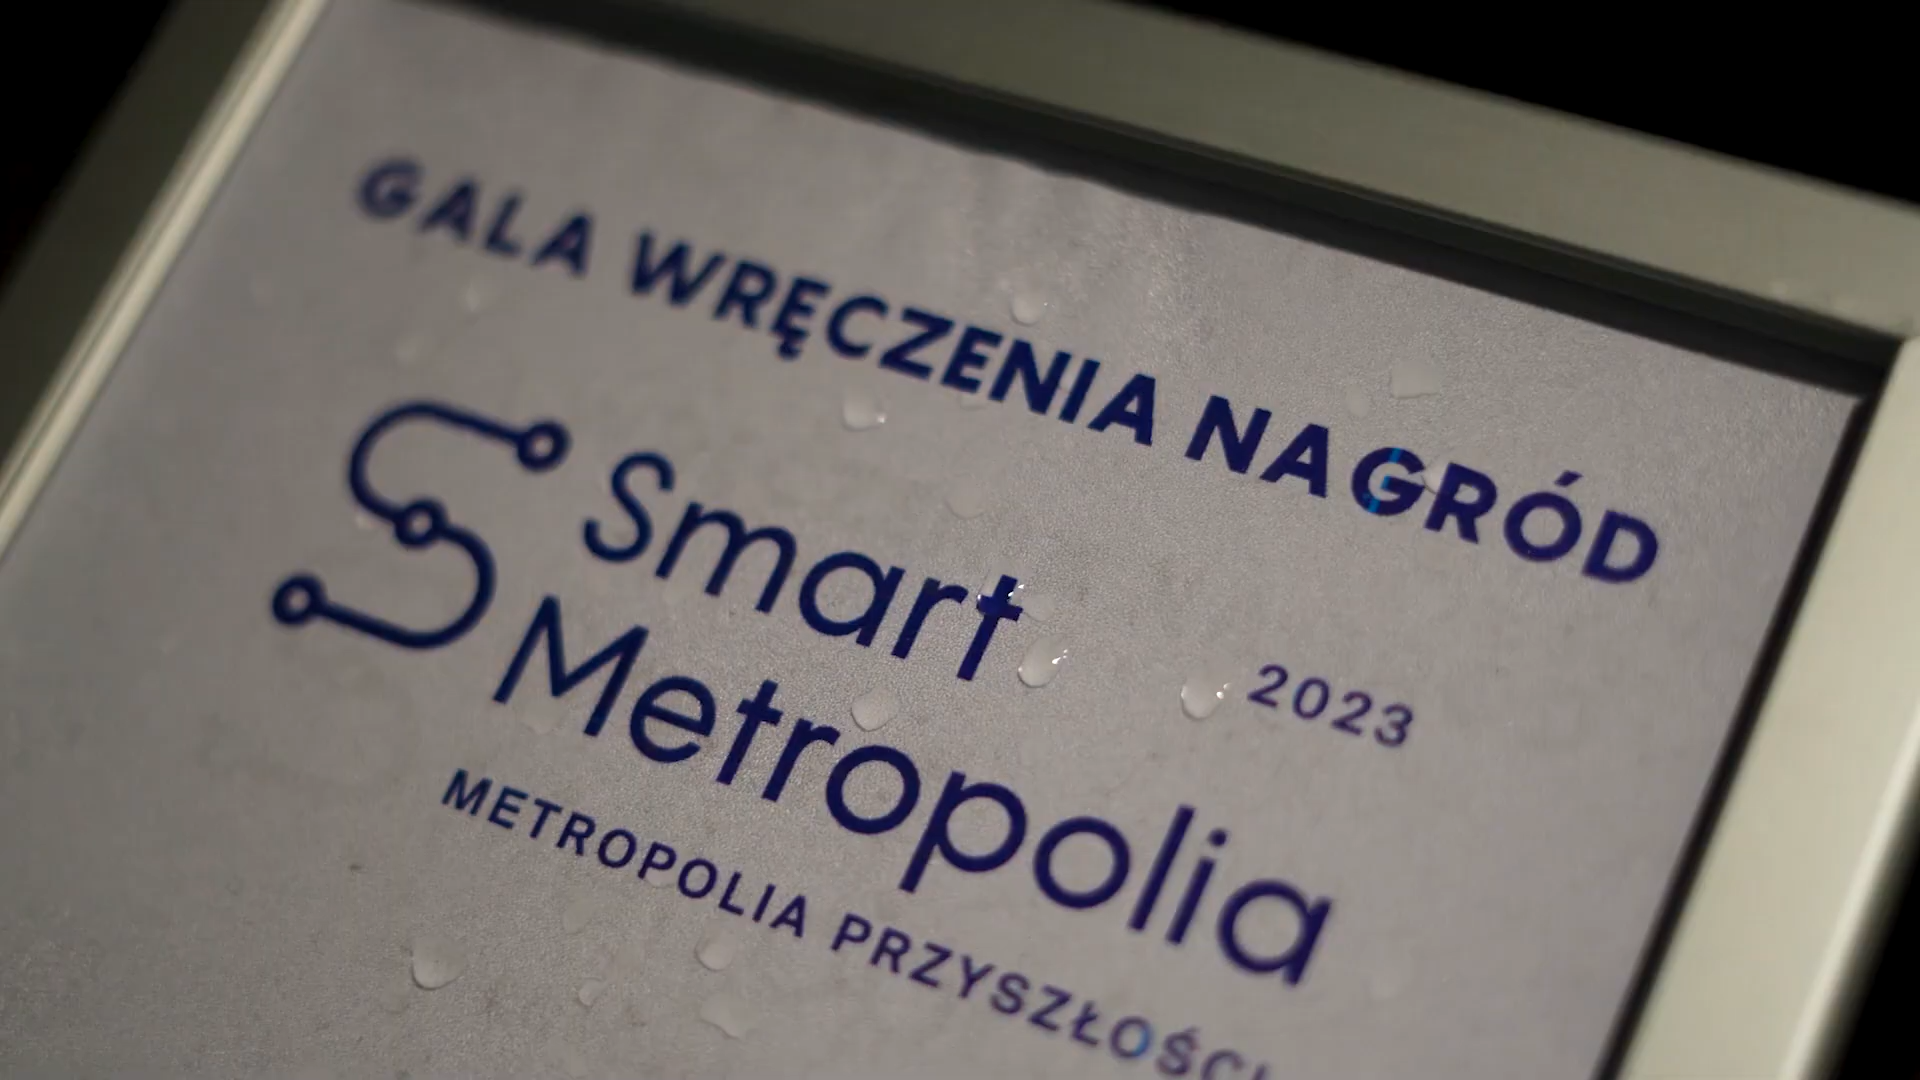 GALA WRĘCZENIA NAGRÓD
Smart
Metropolia
2023
METROPOLIA PRZYSZŁOŚCI